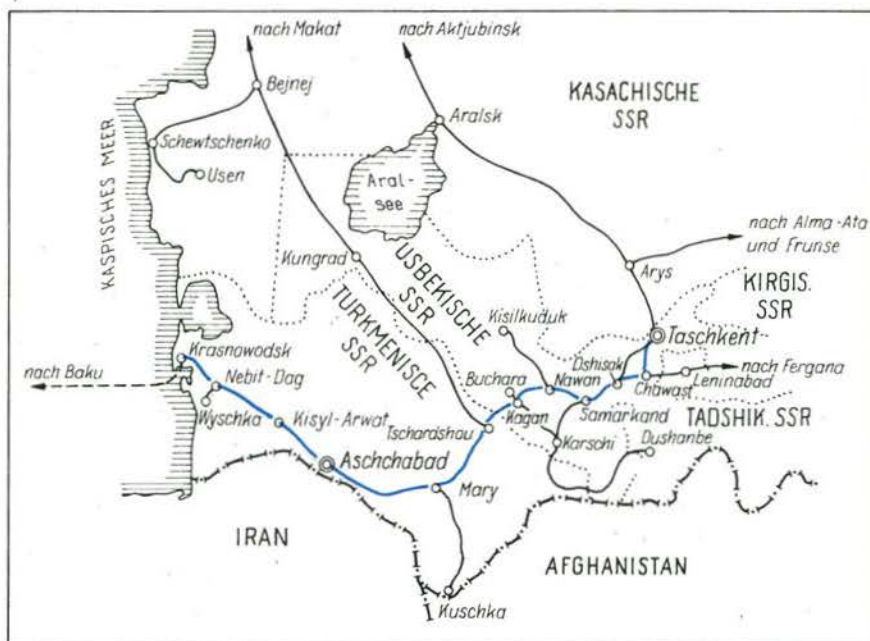 nach Makat
nach Aktjubinsk
Bejnej
KASACHISCHE
SSR
Aralsk
KASPISCHES MEER
Schewtschenko
Usen
Aral-
see
nach Alma-Ata
und Frunse
Kungrad
USBEKISCHE
SSR
Arys
KIRGIS.
SSR
TURKMENISCE
SSR
Kisilkuduk
Taschkent
Krasnowodsk
nach Baku
Nebit-Dag
Dshisak
nach Fergana
Buchara
Nawan
Chawast
Leninabad
Wyschka
Kisyl-Arwat
Kagan
Samarkand
TADSHIK. SSR
Tschardshou
Karschi
Dushanbe
Aschchabad
Mary
IRAN
AFGHANISTAN
Kuschka